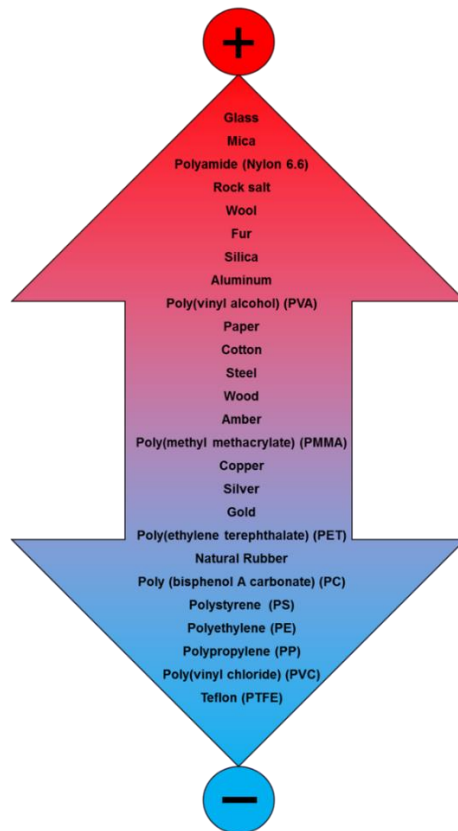 +
Glass
Mica
Polyamide (Nylon 6.6)
Rock salt
Wool
Fur
Silica
Aluminum
Poly(vinyl alcohol) (PVA)
Paper
Cotton
Steel
Wood
Amber
Poly(methyl methacrylate) (PMMA)
Copper
Silver
Gold
Poly(ethylene terephthalate) (PET)
Natural Rubber
Poly (bisphenol A carbonate) (PC)
Polystyrene (PS)
Polyethylene (PE)
Polypropylene (PP)
Poly(vinyl chloride) (PVC)
Teflon (PTFE)
−